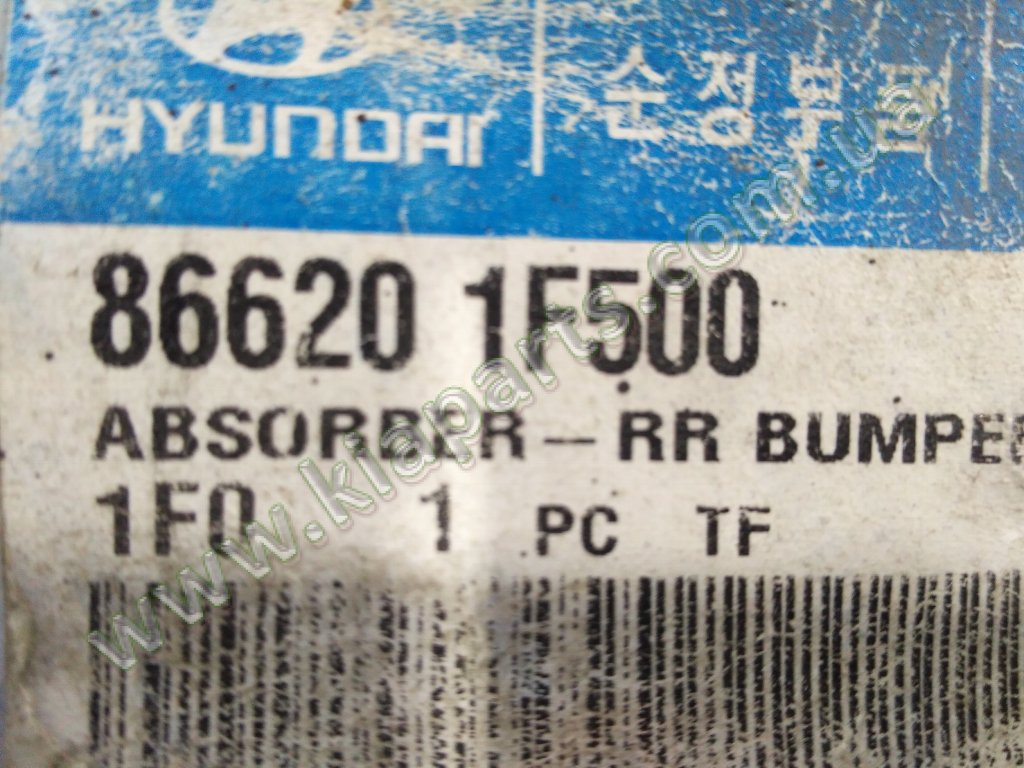 HYUNDAI 순정부품
86620 1F500
ABSORBER-RR BUMPER
1F0 1 PC TF
www.kiaparts.com.ua